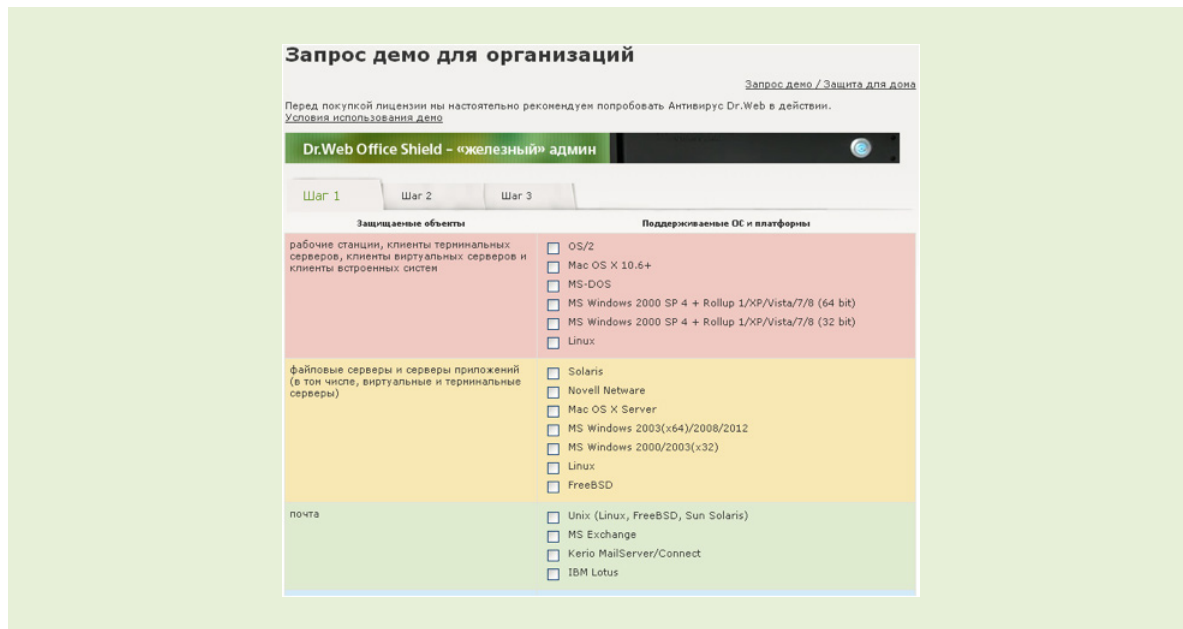 Запрос демо для организаций
Запрос демо / Защита для дома
Перед покупкой лицензии мы настоятельно рекомендуем попробовать Антивирус Dr.Web в действии.
Условия использования демо
Dr.Web Office Shield – «железный» админ
Шаг 1 Шаг 2 Шаг 3
Защищаемые объекты Поддерживаемые ОС и платформы
рабочие станции, клиенты терминальных
серверов, клиенты виртуальных серверов и
клиенты встроенных систем
OS/2
Mac OS X 10.6+
MS-DOS
MS Windows 2000 SP 4 + Rollup 1/XP/Vista/7/8 (64 bit)
MS Windows 2000 SP 4 + Rollup 1/XP/Vista/7/8 (32 bit)
Linux
файловые серверы и серверы приложений
(в том числе, виртуальные и терминальные
серверы)
Solaris
Novell Netware
Mac OS X Server
MS Windows 2003(x64)/2008/2012
MS Windows 2000/2003(x32)
Linux
FreeBSD
почта
Unix (Linux, FreeBSD, Sun Solaris)
MS Exchange
Kerio MailServer/Connect
IBM Lotus